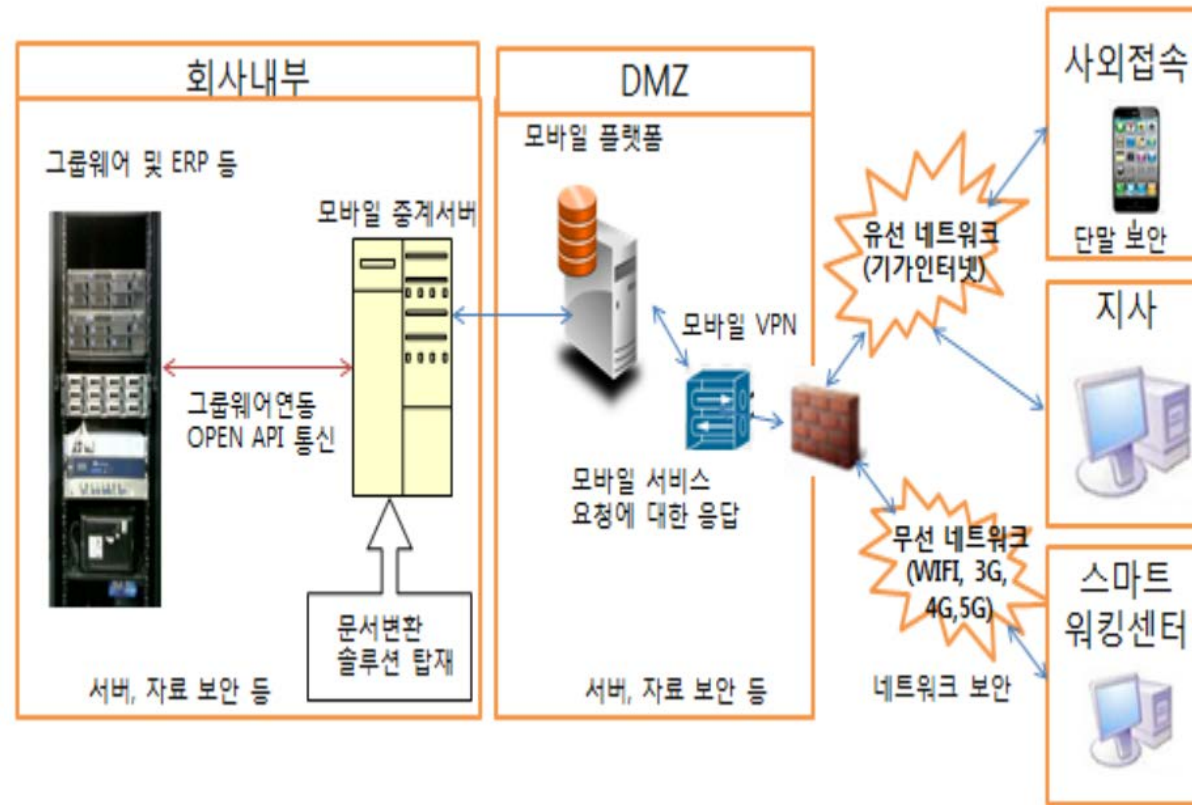 회사내부
그룹웨어 및 ERP 등
모바일 중계서버
그룹웨어연동
OPEN API 통신
문서변환
솔루션 탑재
서버, 자료 보안 등
DMZ
모바일 플랫폼
모바일 VPN
모바일 서비스
요청에 대한 응답
서버, 자료 보안 등
유선 네트워크
(기가인터넷)
무선 네트워크
(WIFI, 3G,
4G,5G)
네트워크 보안
사외접속
단말 보안
지사
스마트
워킹센터